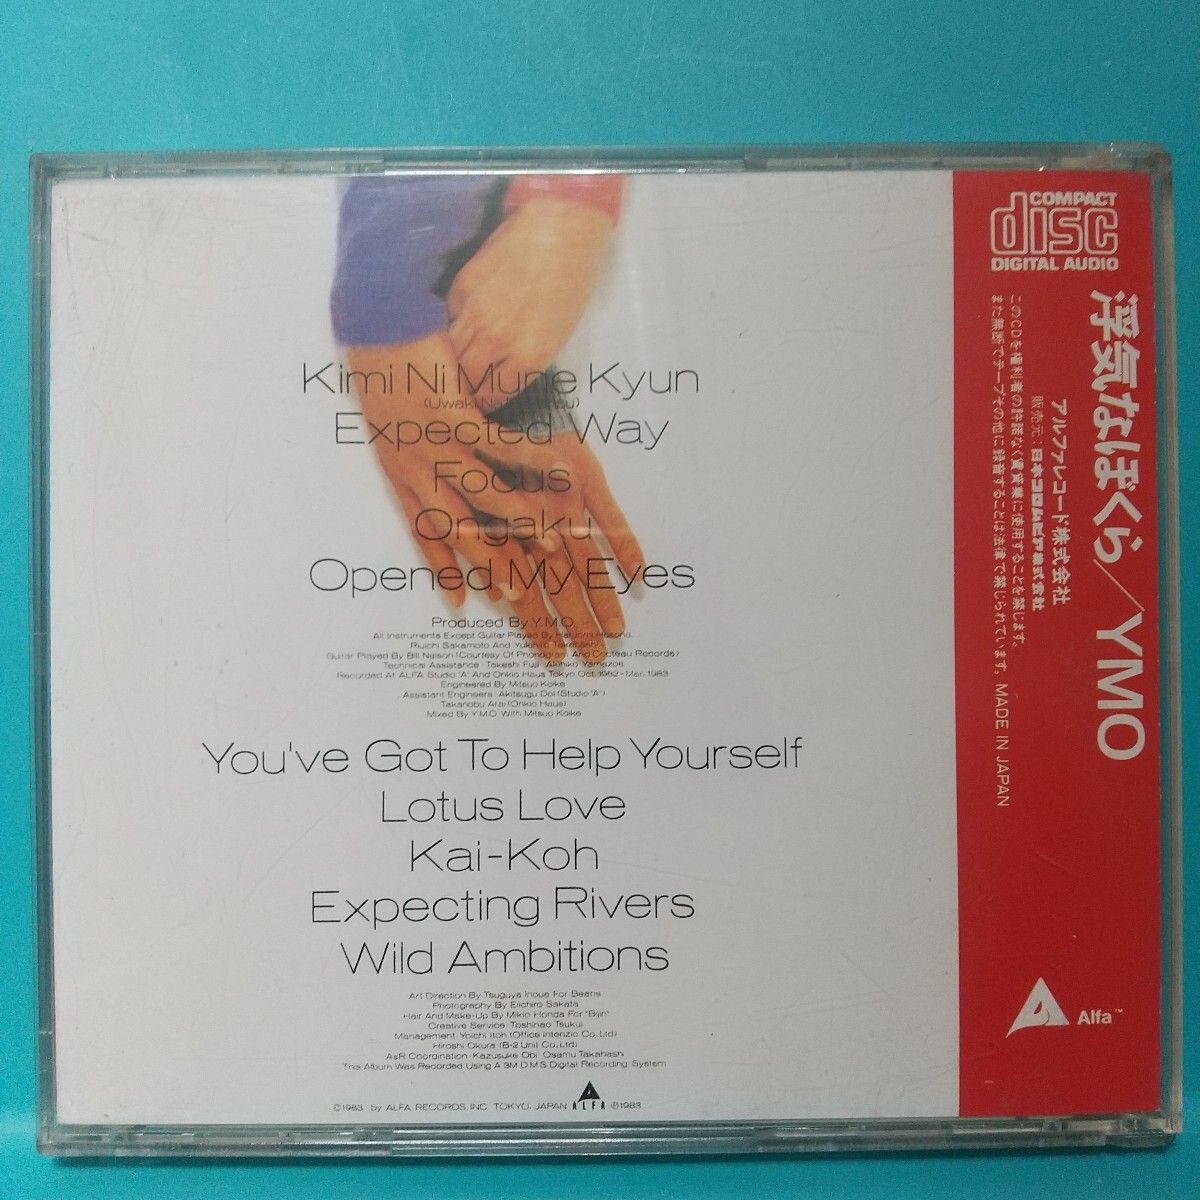 Kimi Ni Mune Kyun
(Uwaki Na
Expected Way
Focus
Ongaku
Opened My Eyes
Produced By Y.M.O.
All Instruments Except Guitar Played By Haruomi Hosono,
Riuichi Sakamoto And Yukihiro Takahashi
Guitar Played By Bill Nelson (Courtesy Of Phonogram And Cocteau Records)
Technical Assistance : Takeshi Fujii Akihiko Yamazoe
Recorded At ALFA Studio "A" And Onkio Haus Tokyo Oct. 1982 - Mar. 1983
Engineered By Mitsuo Koike
Assistant Engineers : Akitsugu Doi (Studio "A")
Takanobu Arai (Onkio Haus)
Mixed By Y.M.O. With Mitsuo Koike
You've Got To Help Yourself
Lotus Love
Kai-Koh
Expecting Rivers
Wild Ambitions
Art Direction By Tsuguya Inoue For Beans
Photography By Eiichiro Sakata
Hair And Make-Up By Mikio Honda For "Bijin"
Creative Service : Toshinao Tsukui
Management : Yoichi Itoh (Office Intenzio Co., Ltd.)
Hiroshi Okura (B-2 Unit Co., Ltd)
A&R Coordination : Kazusuke Obi Osamu Takahashi
This Album Was Recorded Using A 3M D.M.S. Digital Recording System
©1983 by ALFA RECORDS, INC. TOKYO, JAPAN ALFA ℗1983
COMPACT
disc
DIGITAL AUDIO
浮気なぼくら／YMO
アルファレコード株式会社
販売元：日本コロムビア株式会社
このCDを権利者の許諾なく賃貸業に使用することを禁じます。
また無断でテープその他に録音することは法律で禁じられています。 MADE IN JAPAN
Alfa™